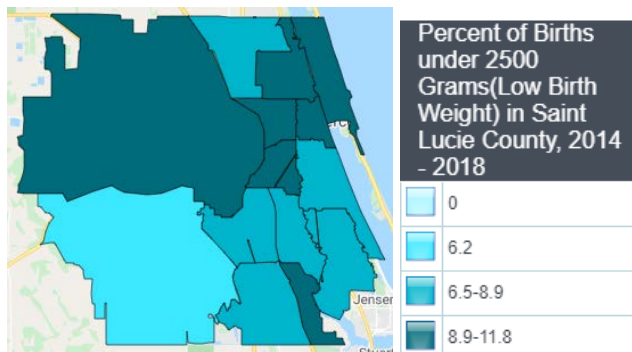 Percent of Births
under 2500
Grams(Low Birth
Weight) in Saint
Lucie County, 2014
- 2018
0
6.2
6.5-8.9
8.9-11.8
Jensen